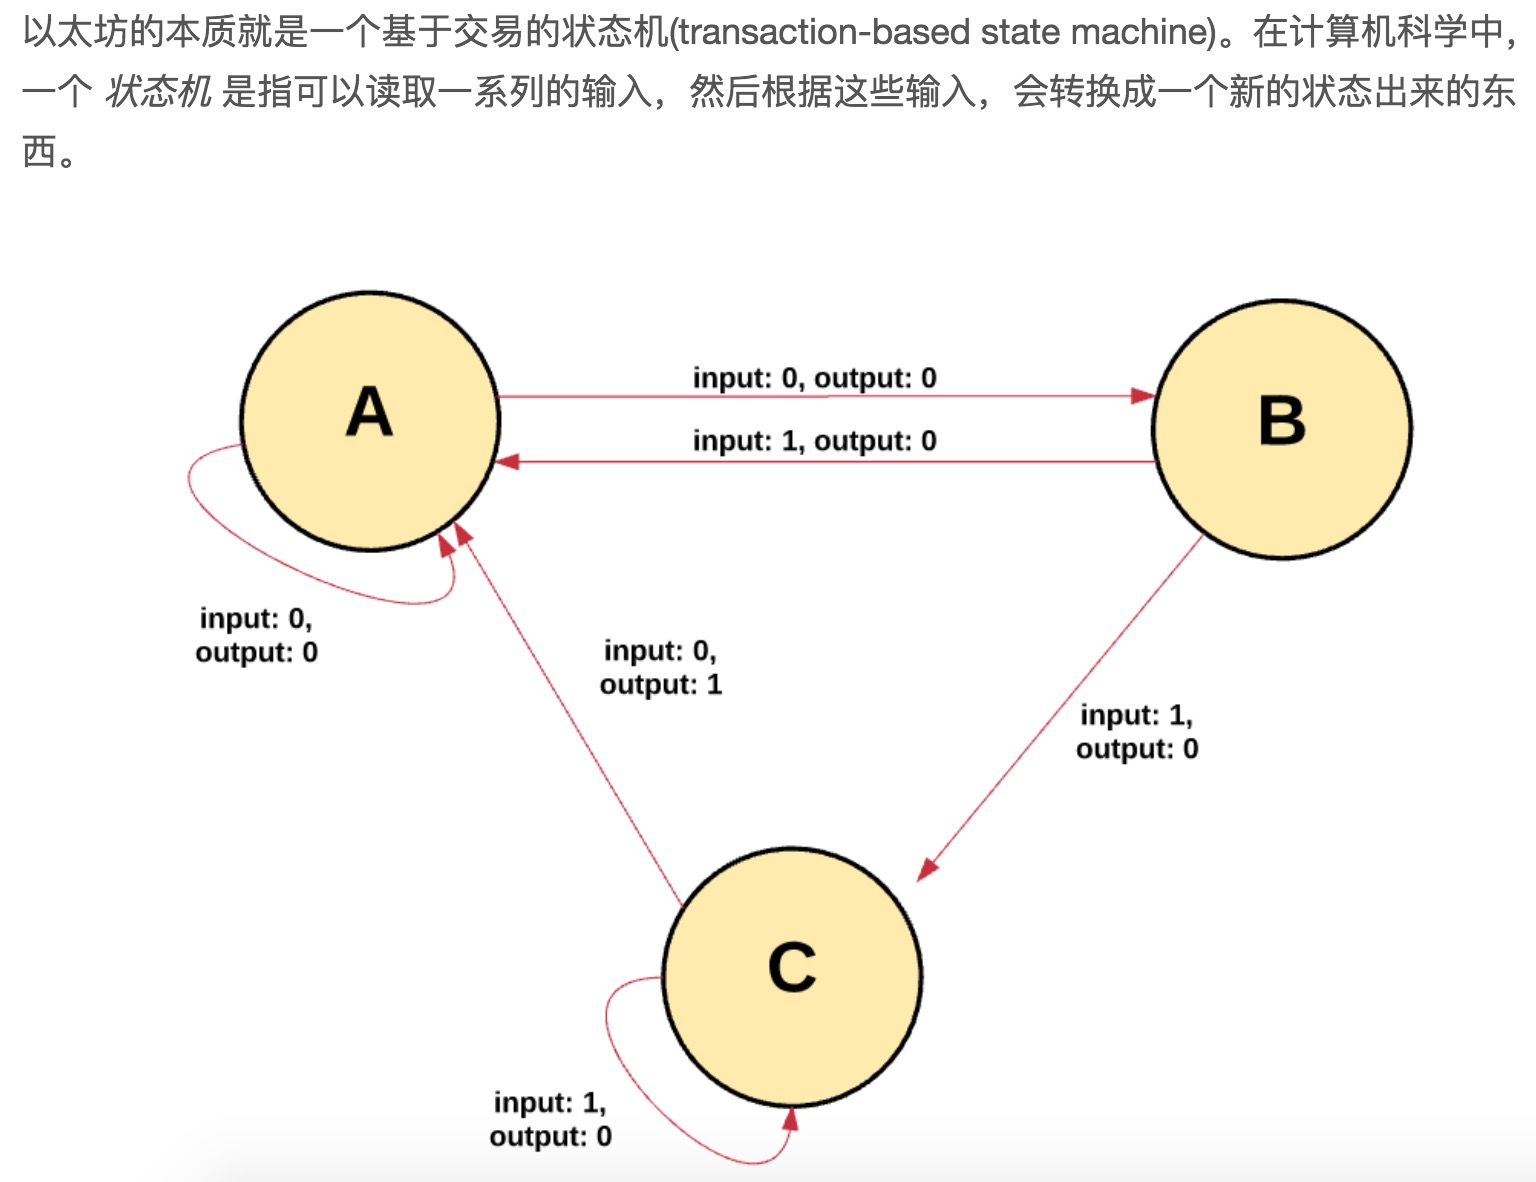 以太坊的本质就是一个基于交易的状态机(transaction-based state machine)。在计算机科学中，
一个 状态机 是指可以读取一系列的输入，然后根据这些输入，会转换成一个新的状态出来的东
西。
A
input: 0, output: 0
B
input: 1, output: 0
input: 0,
output: 0
input: 0,
output: 1
input: 1,
output: 0
C
input: 1,
output: 0